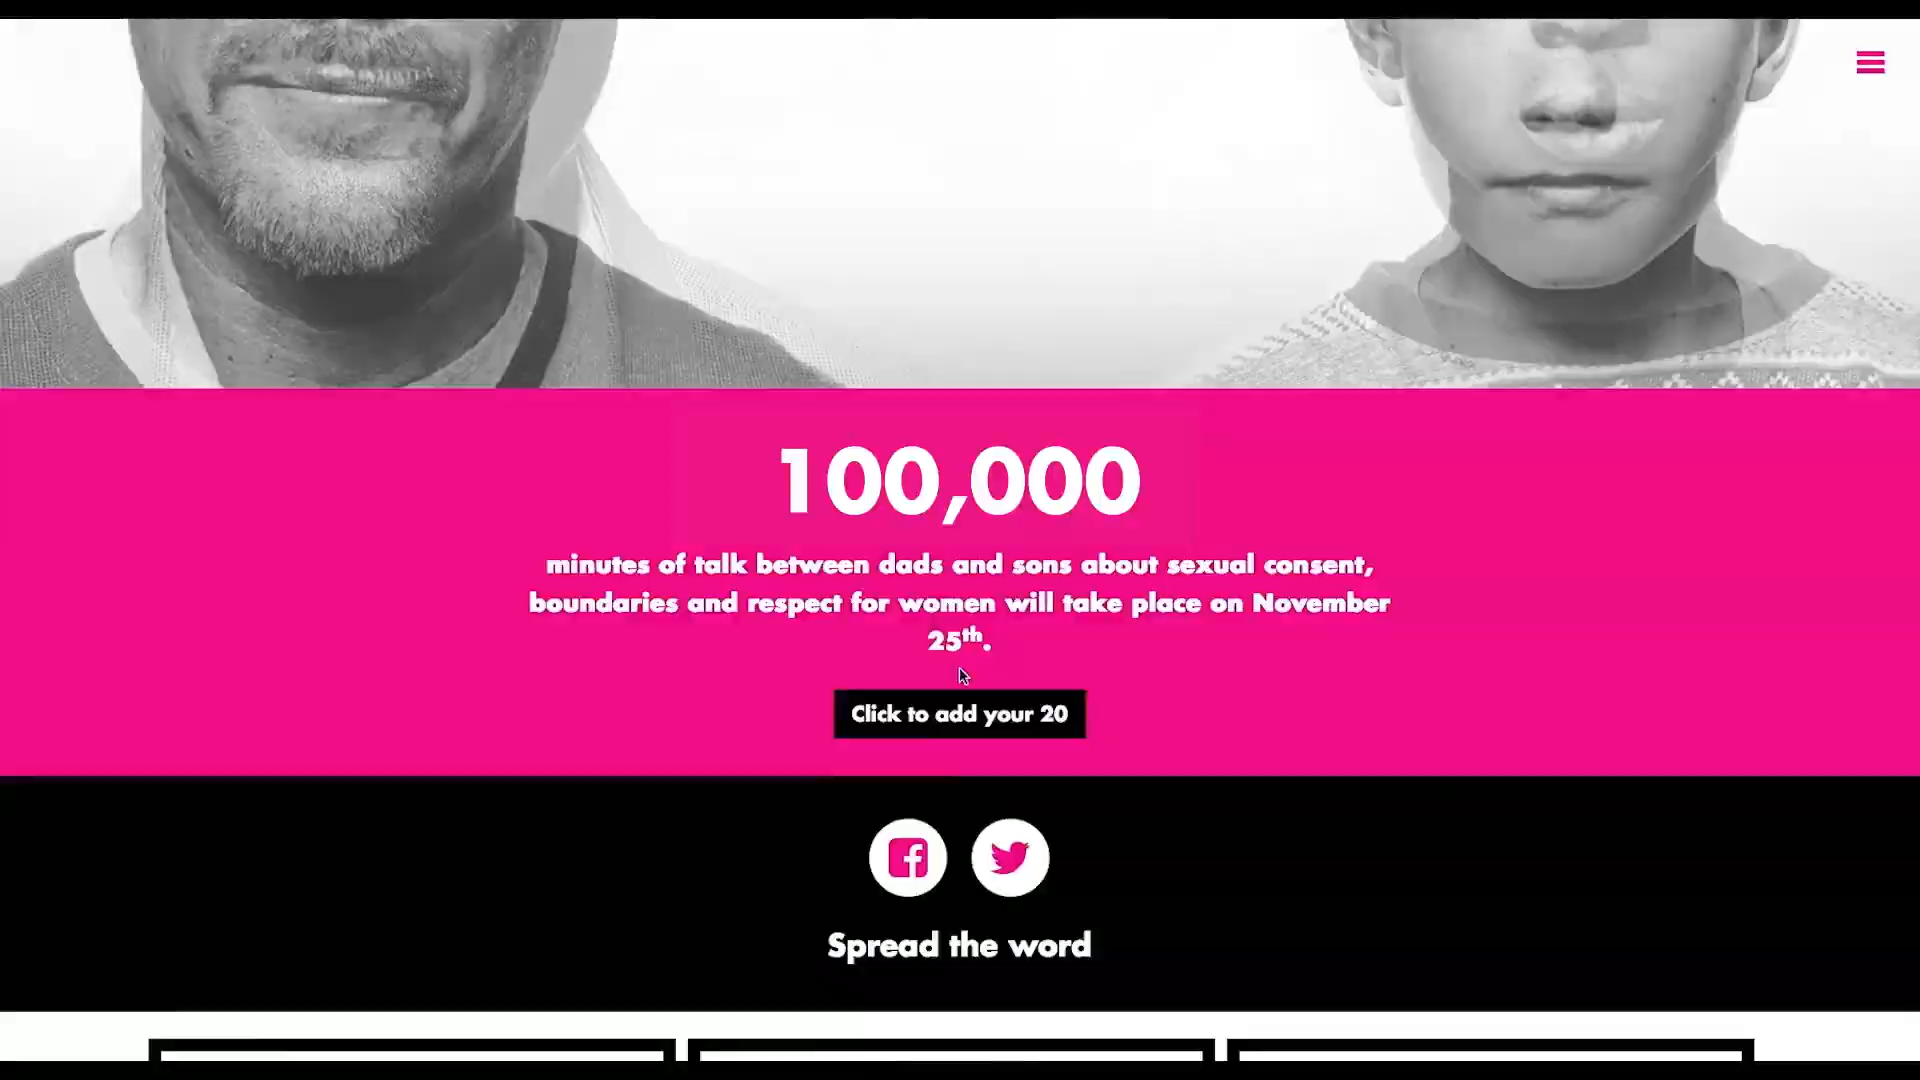 100,000
minutes of talk between dads and sons about sexual consent,
boundaries and respect for women will take place on November
25th.
Click to add your 20
Spread the word